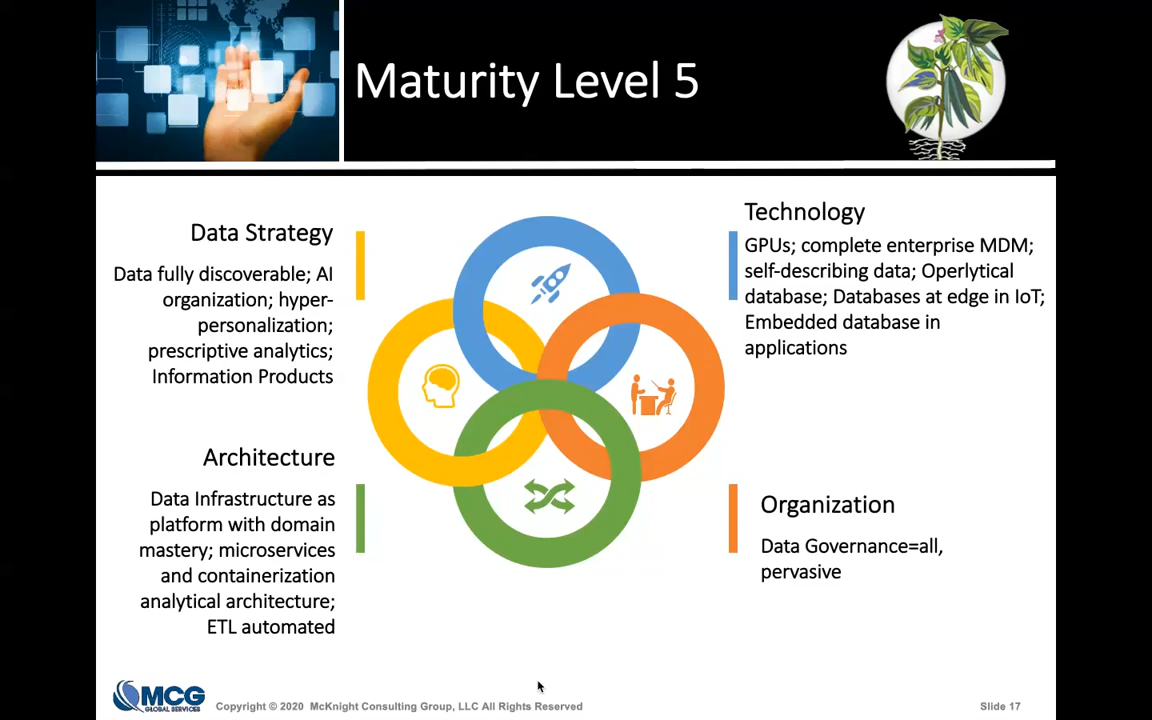 Maturity Level 5
Data Strategy
Data fully discoverable; AI
organization; hyper-
personalization;
prescriptive analytics;
Information Products
Technology
GPUs; complete enterprise MDM;
self-describing data; Operlytical
database; Databases at edge in IoT;
Embedded database in
applications
Architecture
Data Infrastructure as
platform with domain
mastery; microservices
and containerization
analytical architecture;
ETL automated
Organization
Data Governance=all,
pervasive
MCG
GLOBAL SERVICES
Copyright © 2020 McKnight Consulting Group, LLC All Rights Reserved
Slide 17